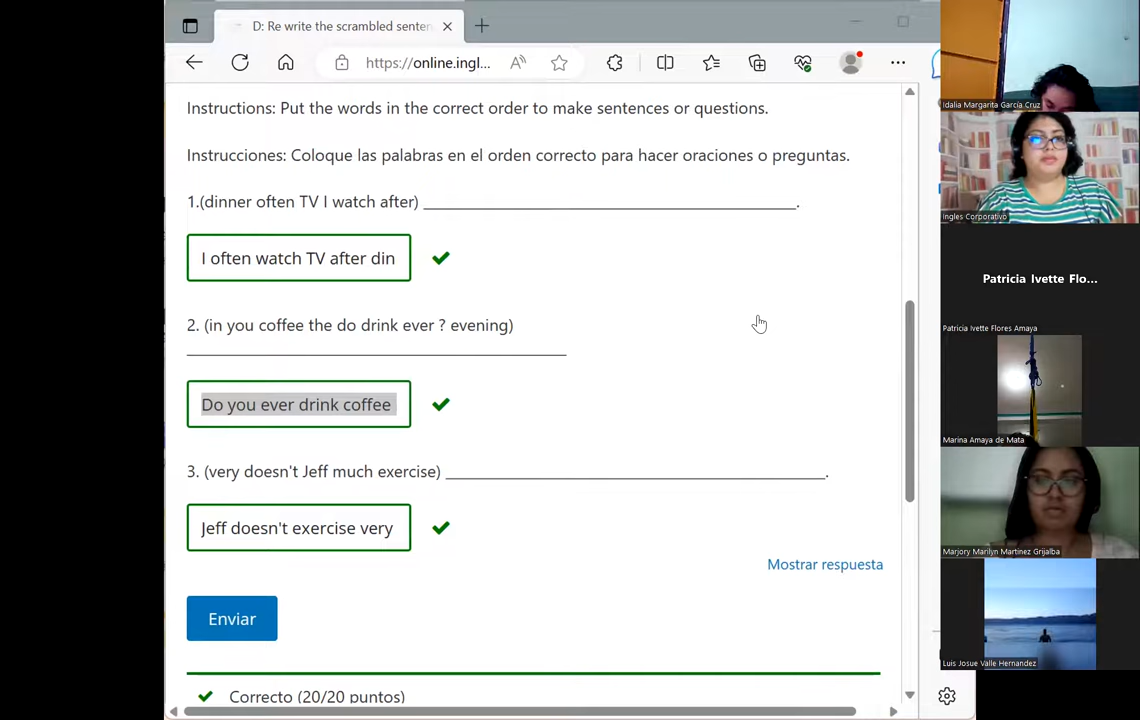 D: Re write the scrambled senten
https://online.ingl...
Instructions: Put the words in the correct order to make sentences or questions.
Instrucciones: Coloque las palabras en el orden correcto para hacer oraciones o preguntas.
1.(dinner often TV I watch after) ______________________________________.
I often watch TV after din
2. (in you coffee the do drink ever ? evening)
______________________________________
Do you ever drink coffee
3. (very doesn't Jeff much exercise) ______________________________________.
Jeff doesn't exercise very
Mostrar respuesta
Enviar
Correcto (20/20 puntos)
Idalia Margarita García Cruz
Ingles Corporativo
Patricia Ivette Flo...
Patricia Ivette Flores Amaya
Marina Amaya de Mata
Marjory Marilyn Martinez Grijalba
Luis Josue Valle Hernandez